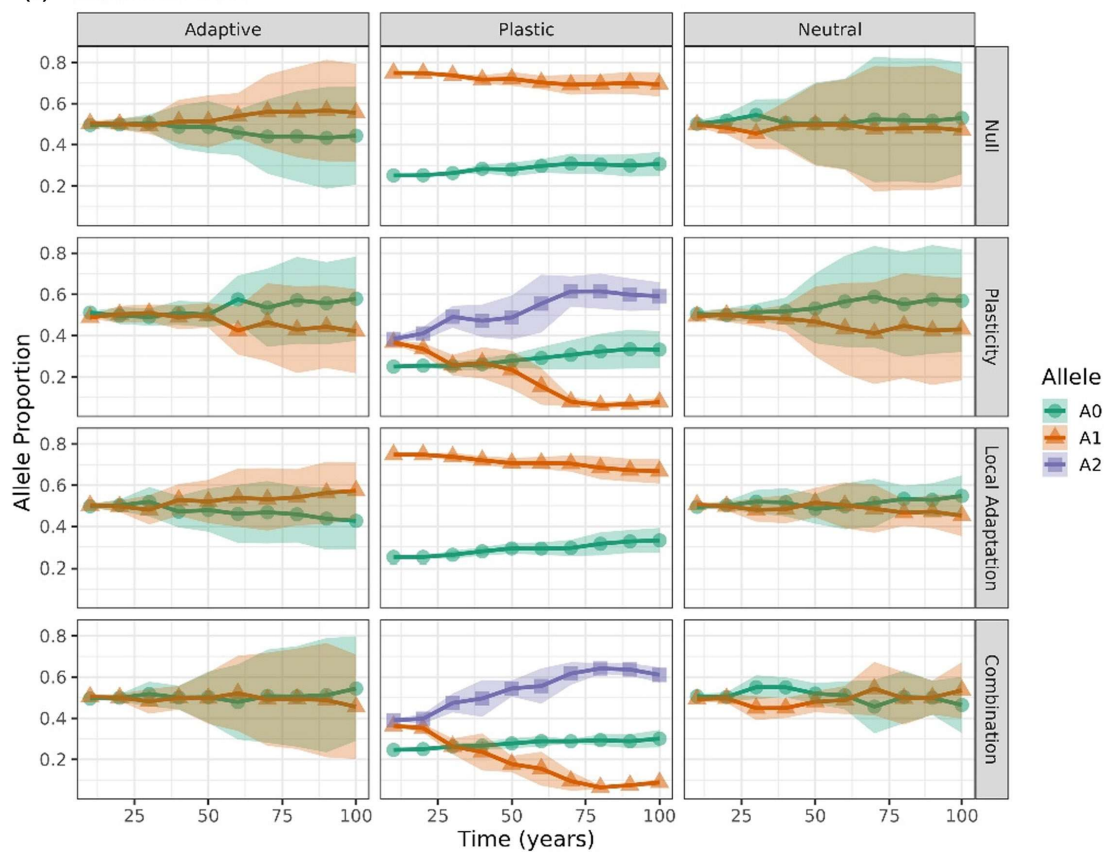 Adaptive Plastic Neutral
0.8
0.6
0.4
0.2
Null
0.8
0.6
0.4
0.2
Plasticity
Allele Proportion
0.8
0.6
0.4
0.2
Local Adaptation
0.8
0.6
0.4
0.2
Combination
25 50 75 100 25 50 75 100 25 50 75 100
Time (years)
Allele
A0
A1
A2